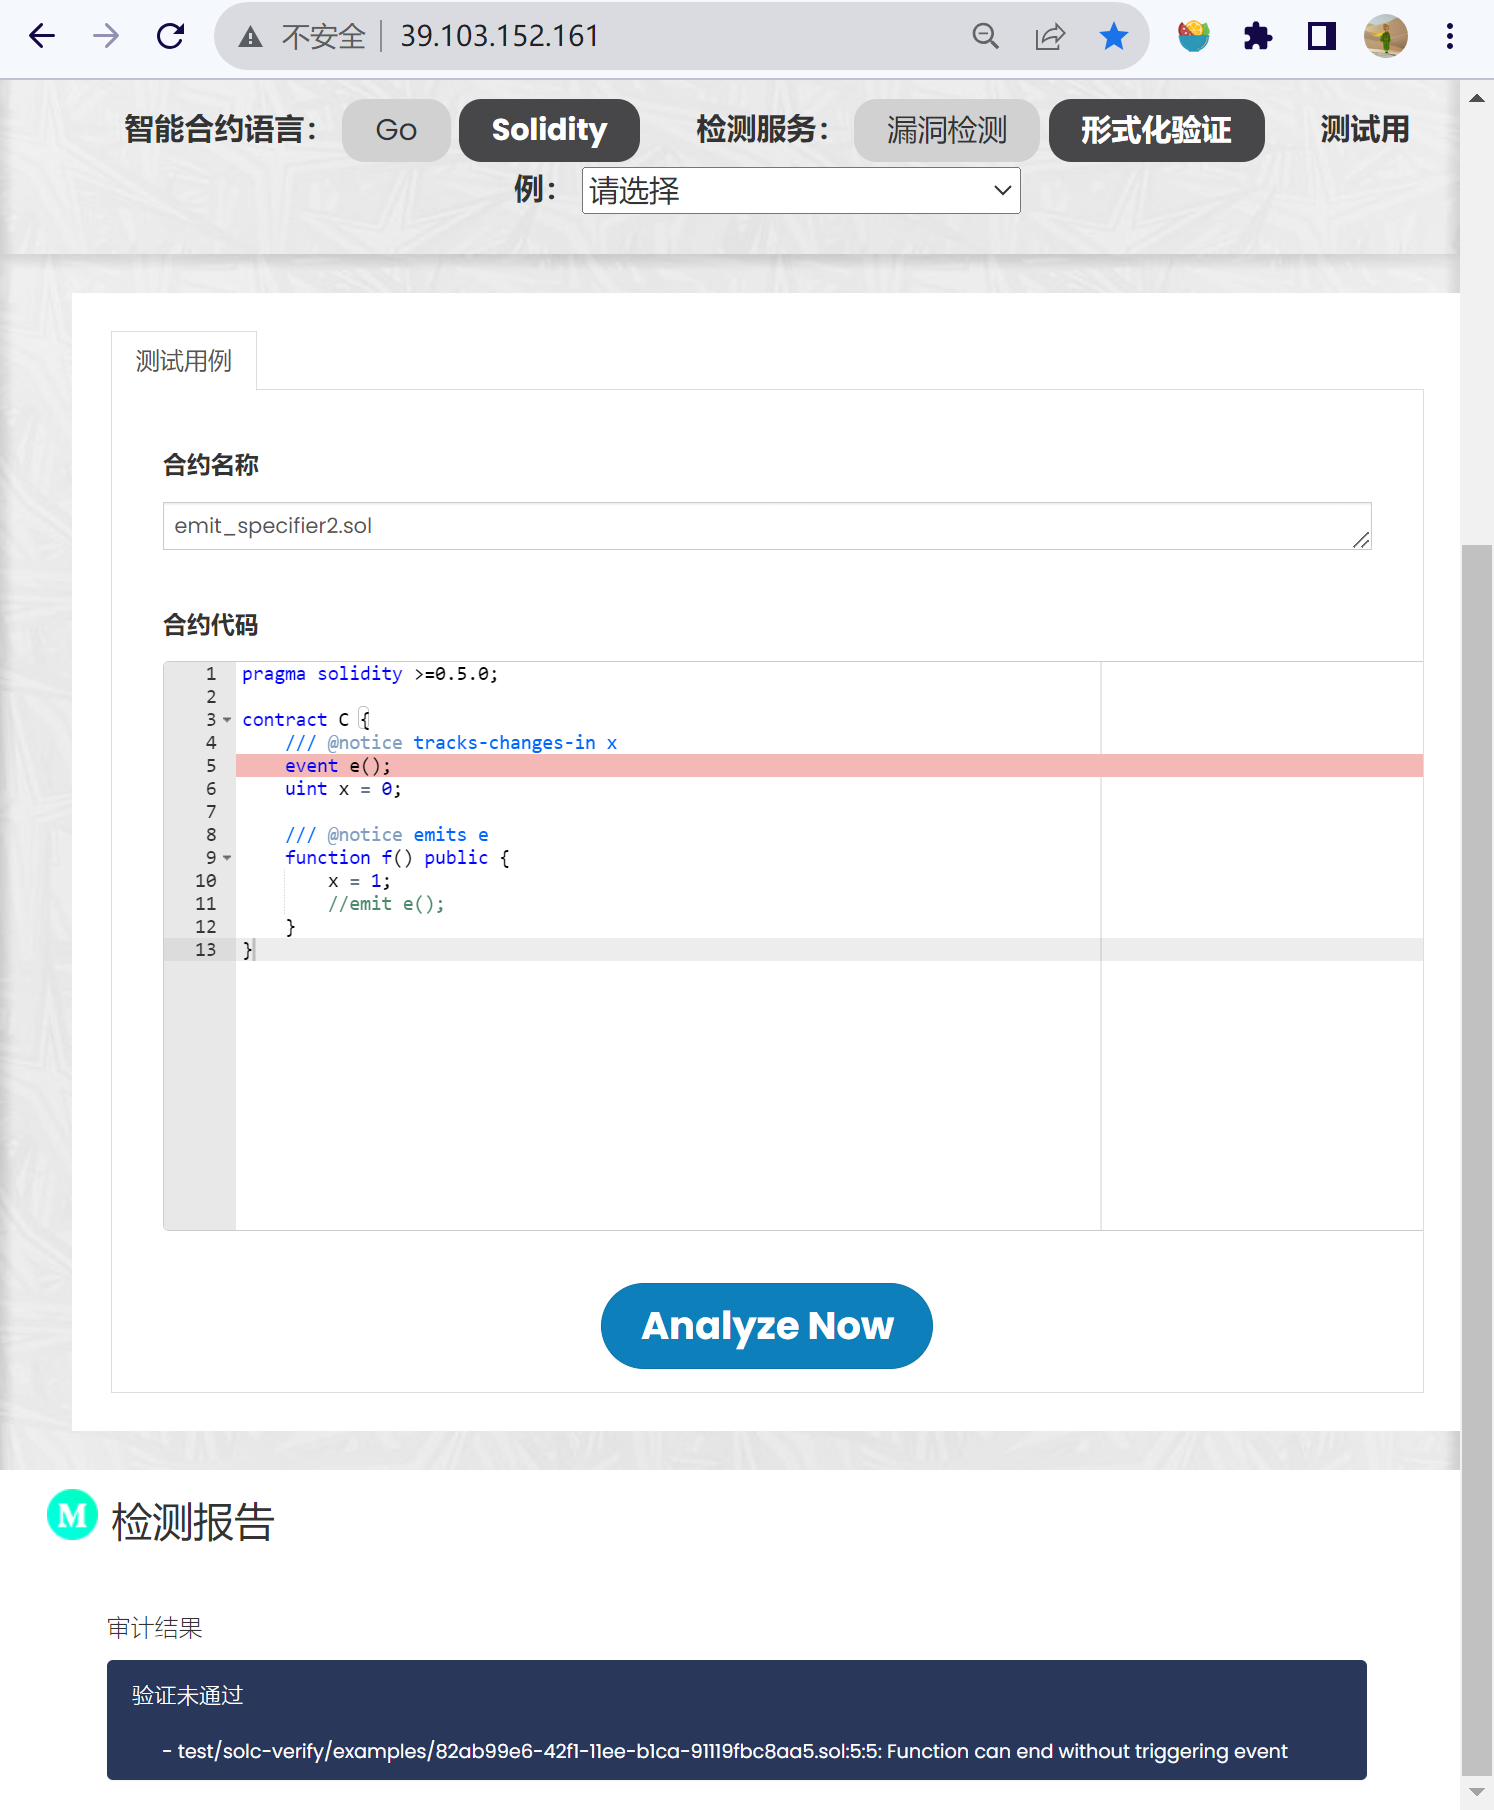 不安全 39.103.152.161
智能合约语言： Go Solidity 检测服务： 漏洞检测 形式化验证 测试用
例： 请选择
测试用例
合约名称
emit_specifier2.sol
合约代码
1 pragma solidity >=0.5.0;
2
3 contract C {
4 /// @notice tracks-changes-in x
5 event e();
6 uint x = 0;
7
8 /// @notice emits e
9 function f() public {
10 x = 1;
11 //emit e();
12 }
13 }
Analyze Now
M 检测报告
审计结果
验证未通过
- test/solc-verify/examples/82ab99e6-42f1-11ee-b1ca-91119fbc8aa5.sol:5:5: Function can end without triggering event